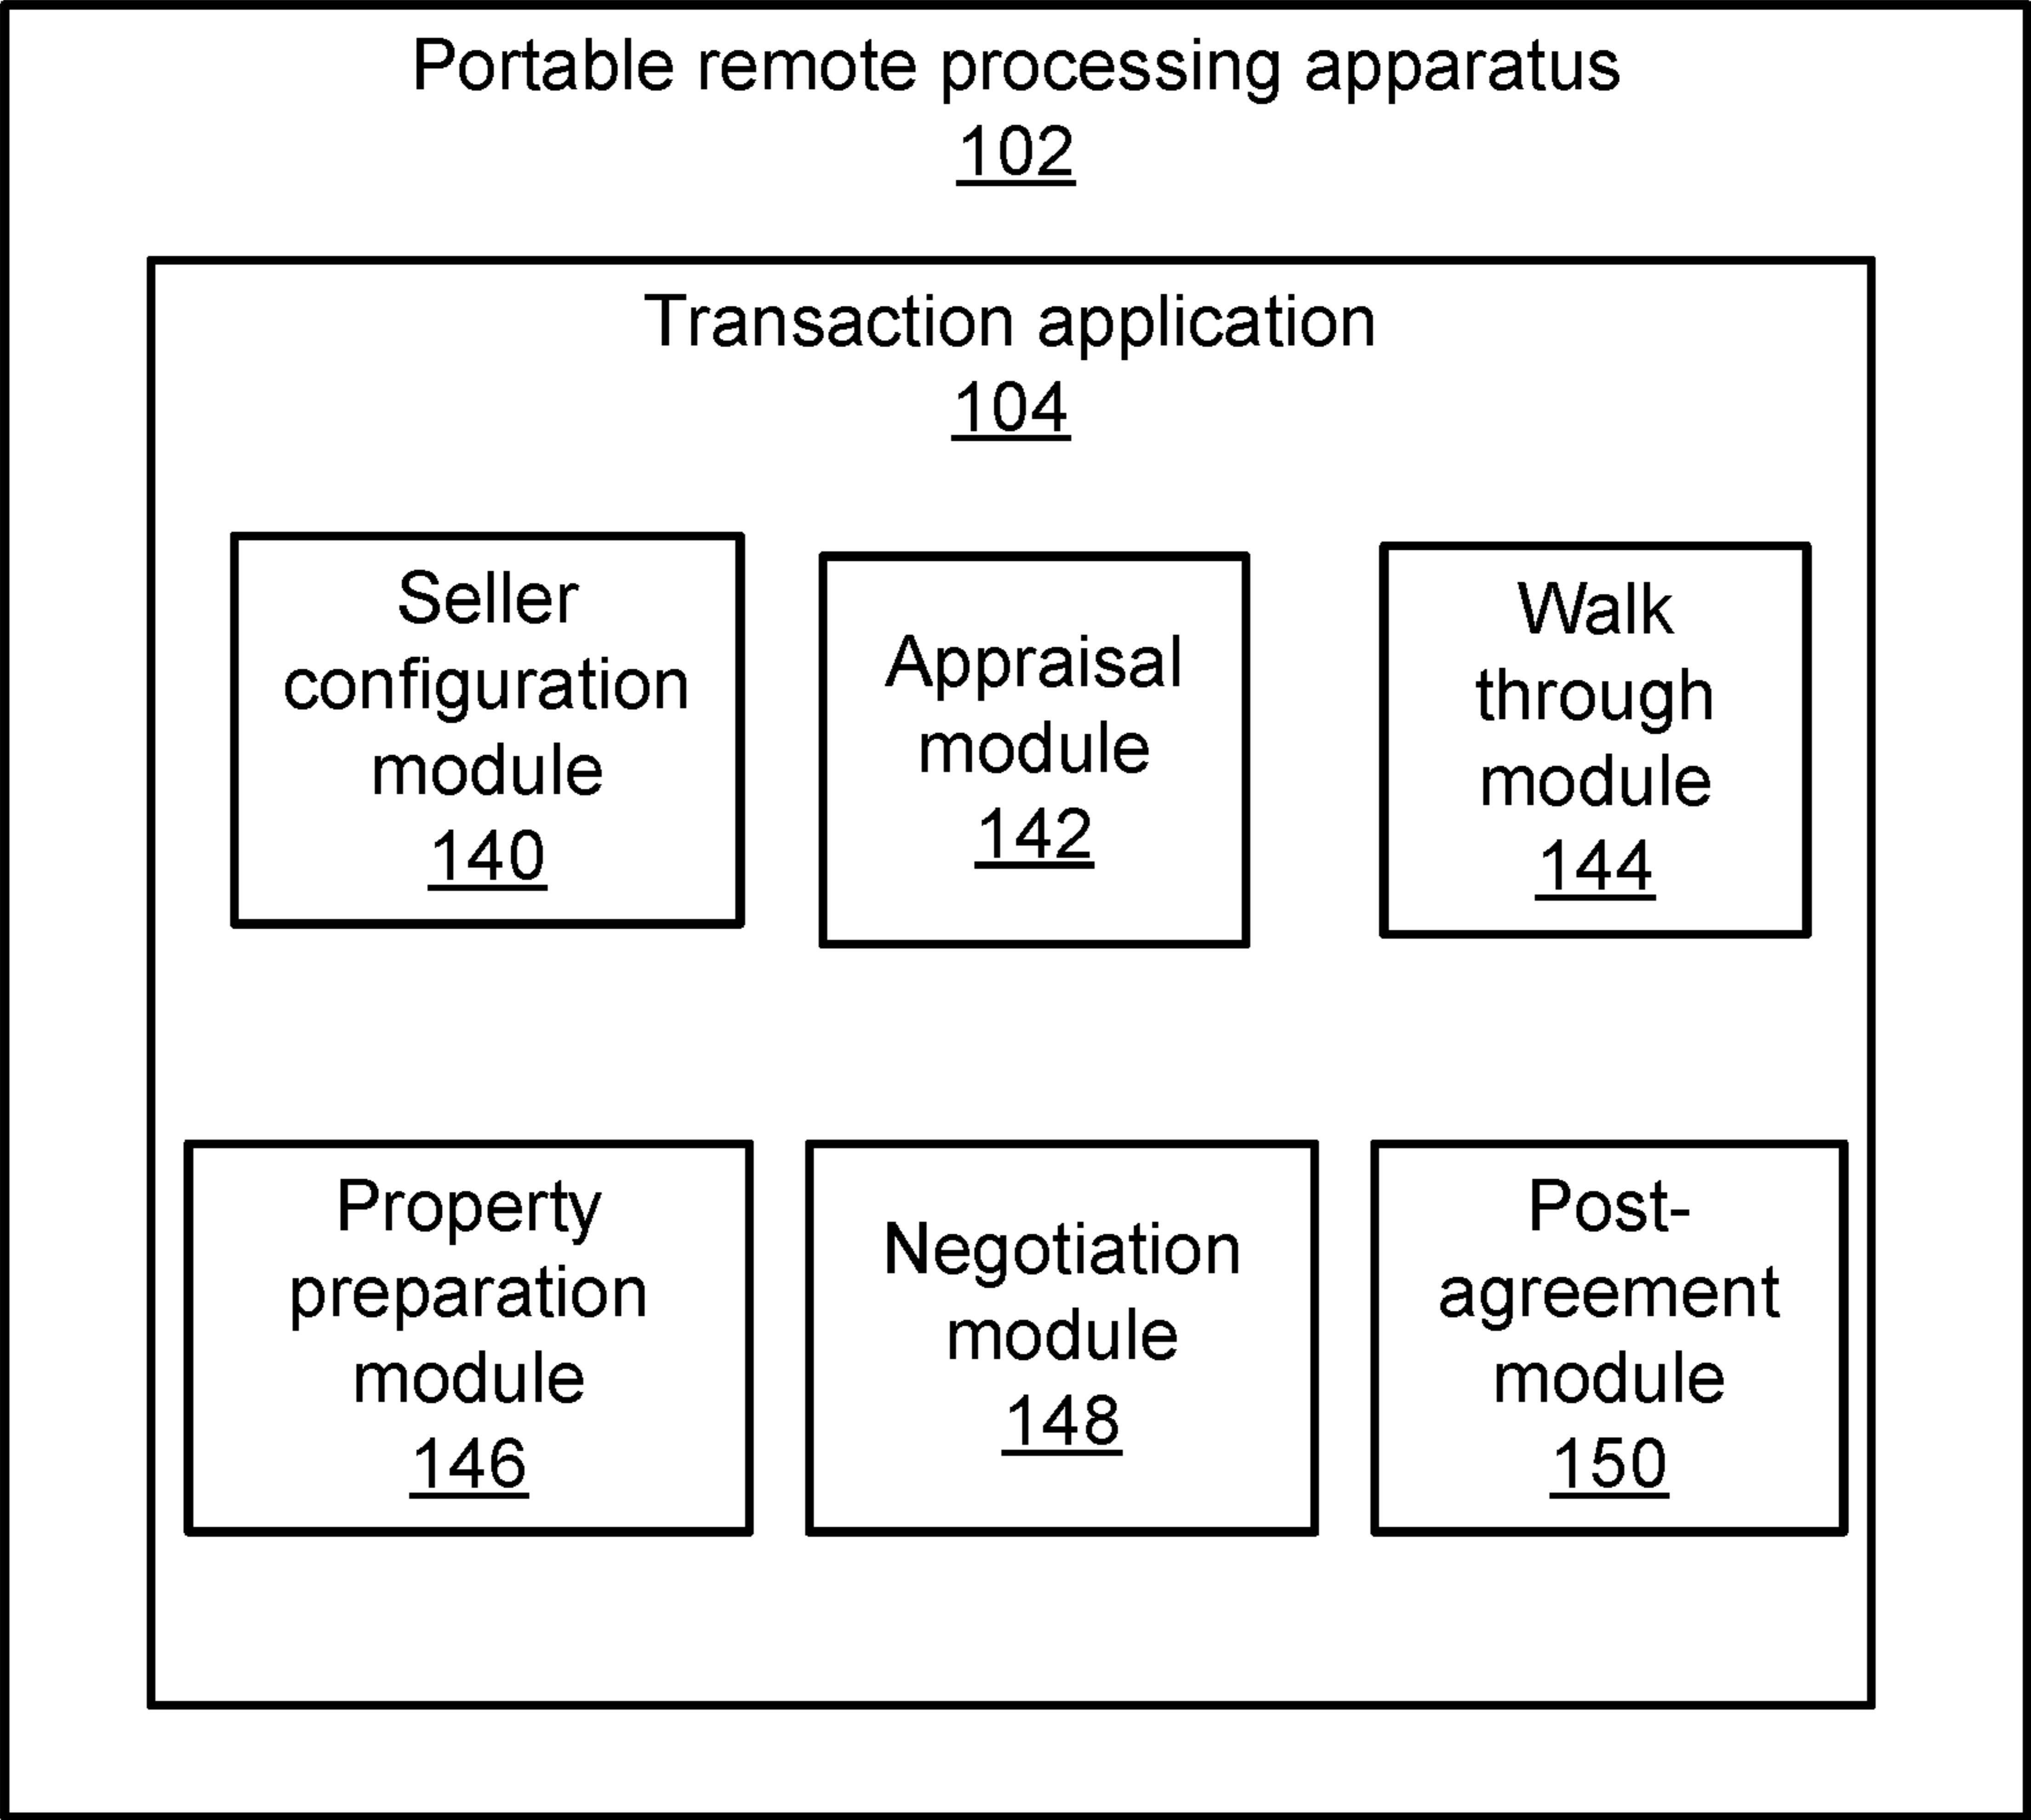 Portable remote processing apparatus
102
Transaction application
104
Seller
configuration
module
140
Appraisal
module
142
Walk
through
module
144
Property
preparation
module
146
Negotiation
module
148
Post-
agreement
module
150